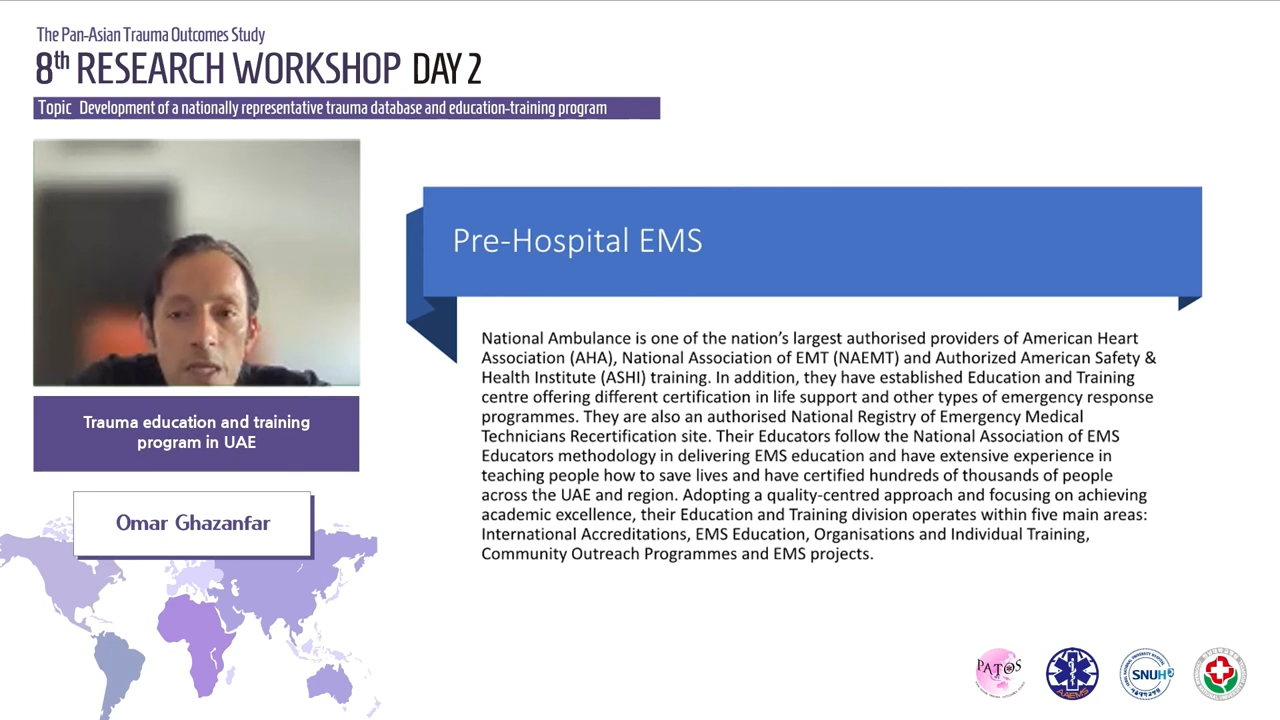 The Pan-Asian Trauma Outcomes Study
8th RESEARCH WORKSHOP DAY 2
Topic Development of a nationally representative trauma database and education-training program
Trauma education and training
program in UAE
Omar Ghazanfar
Pre-Hospital EMS
National Ambulance is one of the nation’s largest authorised providers of American Heart
Association (AHA), National Association of EMT (NAEMT) and Authorized American Safety &
Health Institute (ASHI) training. In addition, they have established Education and Training
centre offering different certification in life support and other types of emergency response
programmes. They are also an authorised National Registry of Emergency Medical
Technicians Recertification site. Their Educators follow the National Association of EMS
Educators methodology in delivering EMS education and have extensive experience in
teaching people how to save lives and have certified hundreds of thousands of people
across the UAE and region. Adopting a quality-centred approach and focusing on achieving
academic excellence, their Education and Training division operates within five main areas:
International Accreditations, EMS Education, Organisations and Individual Training,
Community Outreach Programmes and EMS projects.
PATOS
AAEMS
SNUH